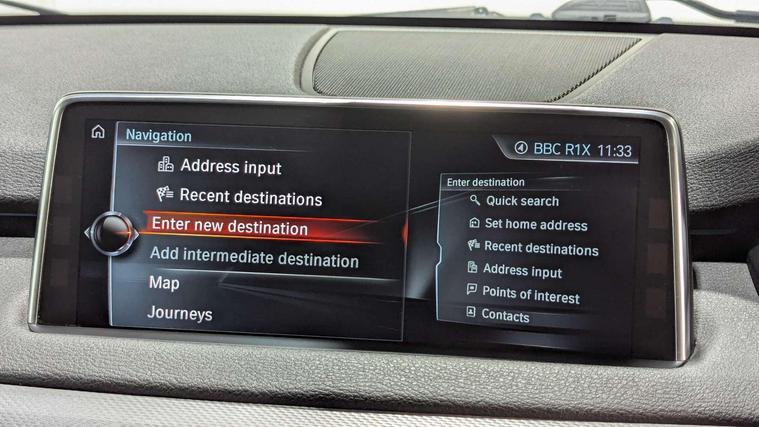 Navigation
Address input
Recent destinations
Enter new destination
Add intermediate destination
Map
Journeys
BBC R1X 11:33
Enter destination
Quick search
Set home address
Recent destinations
Address input
Points of interest
Contacts